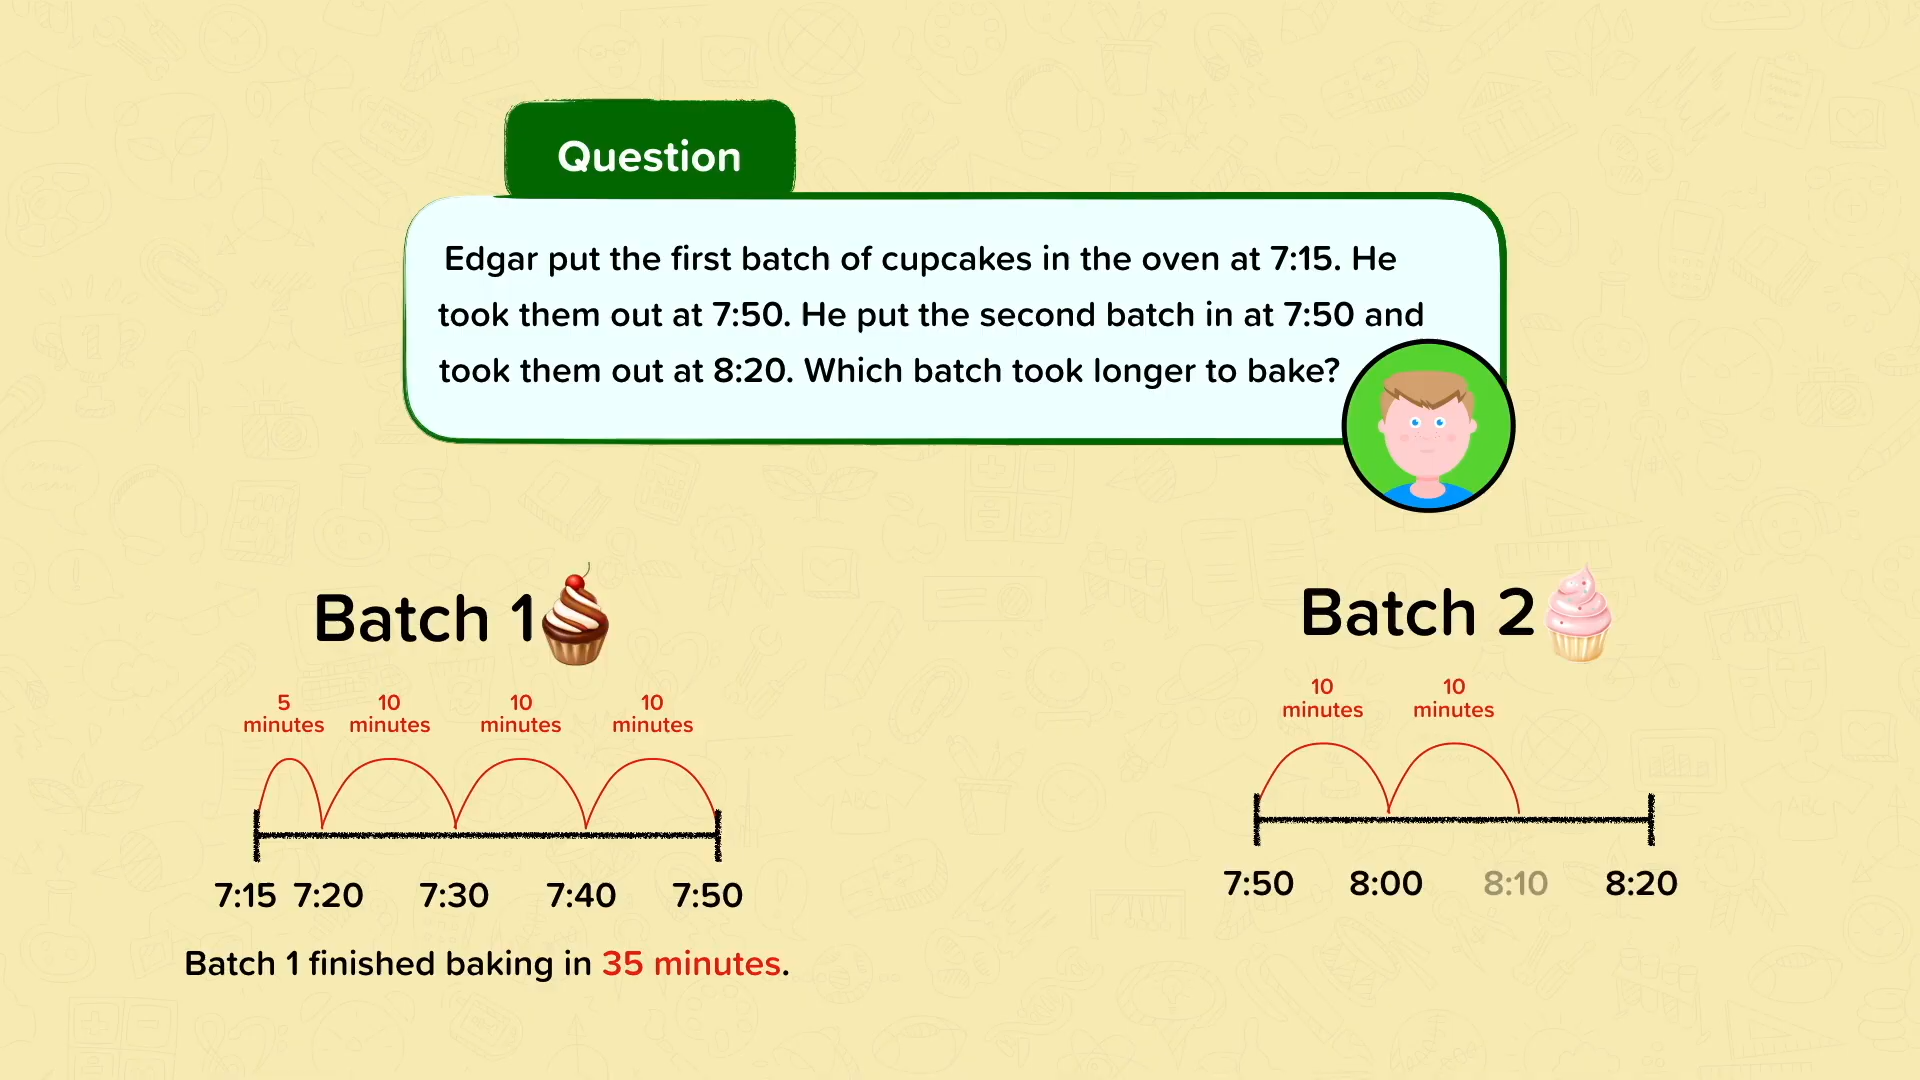 Question
Edgar put the first batch of cupcakes in the oven at 7:15. He
took them out at 7:50. He put the second batch in at 7:50 and
took them out at 8:20. Which batch took longer to bake?
Batch 1
5 minutes
10 minutes
10 minutes
10 minutes
7:15 7:20 7:30 7:40 7:50
Batch 1 finished baking in 35 minutes.
Batch 2
10 minutes
10 minutes
7:50 8:00 8:10 8:20